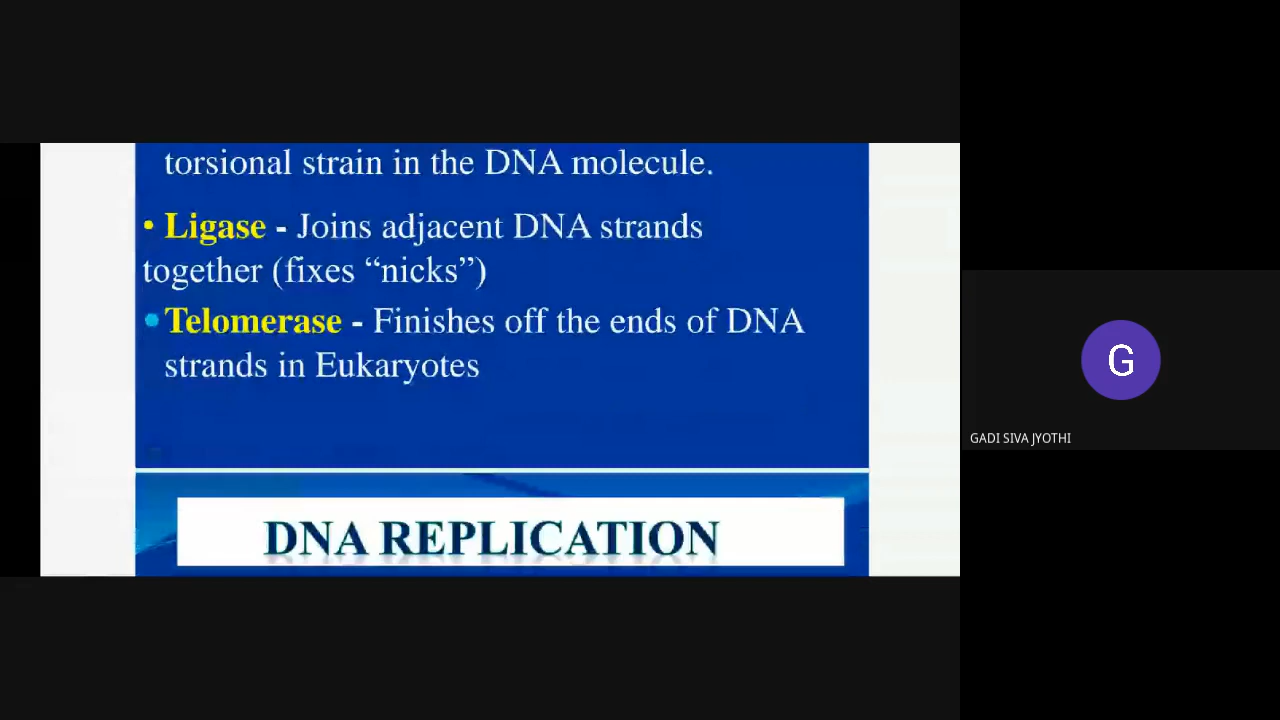 torsional strain in the DNA molecule.
• Ligase - Joins adjacent DNA strands
together (fixes “nicks”)
• Telomerase - Finishes off the ends of DNA
strands in Eukaryotes
DNA REPLICATION
G
GADI SIVA JYOTHI